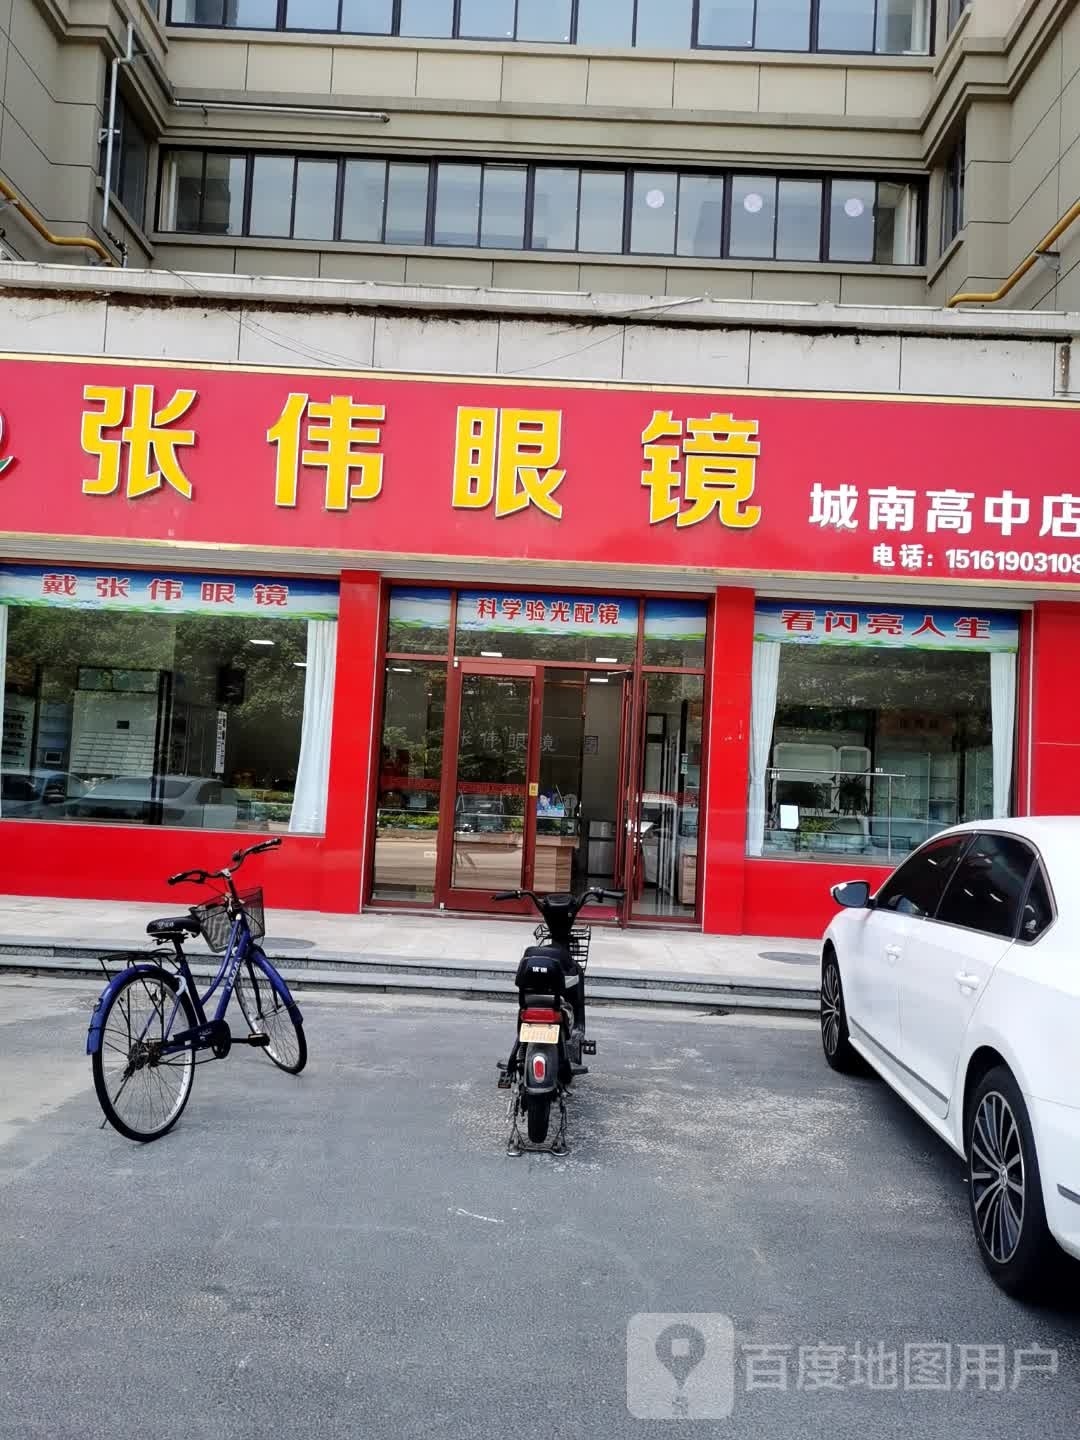 张伟眼镜
城南高中店
电话：15161903108
戴张伟眼镜
科学验光配镜
看闪亮人生
张伟眼镜
百度地图用户